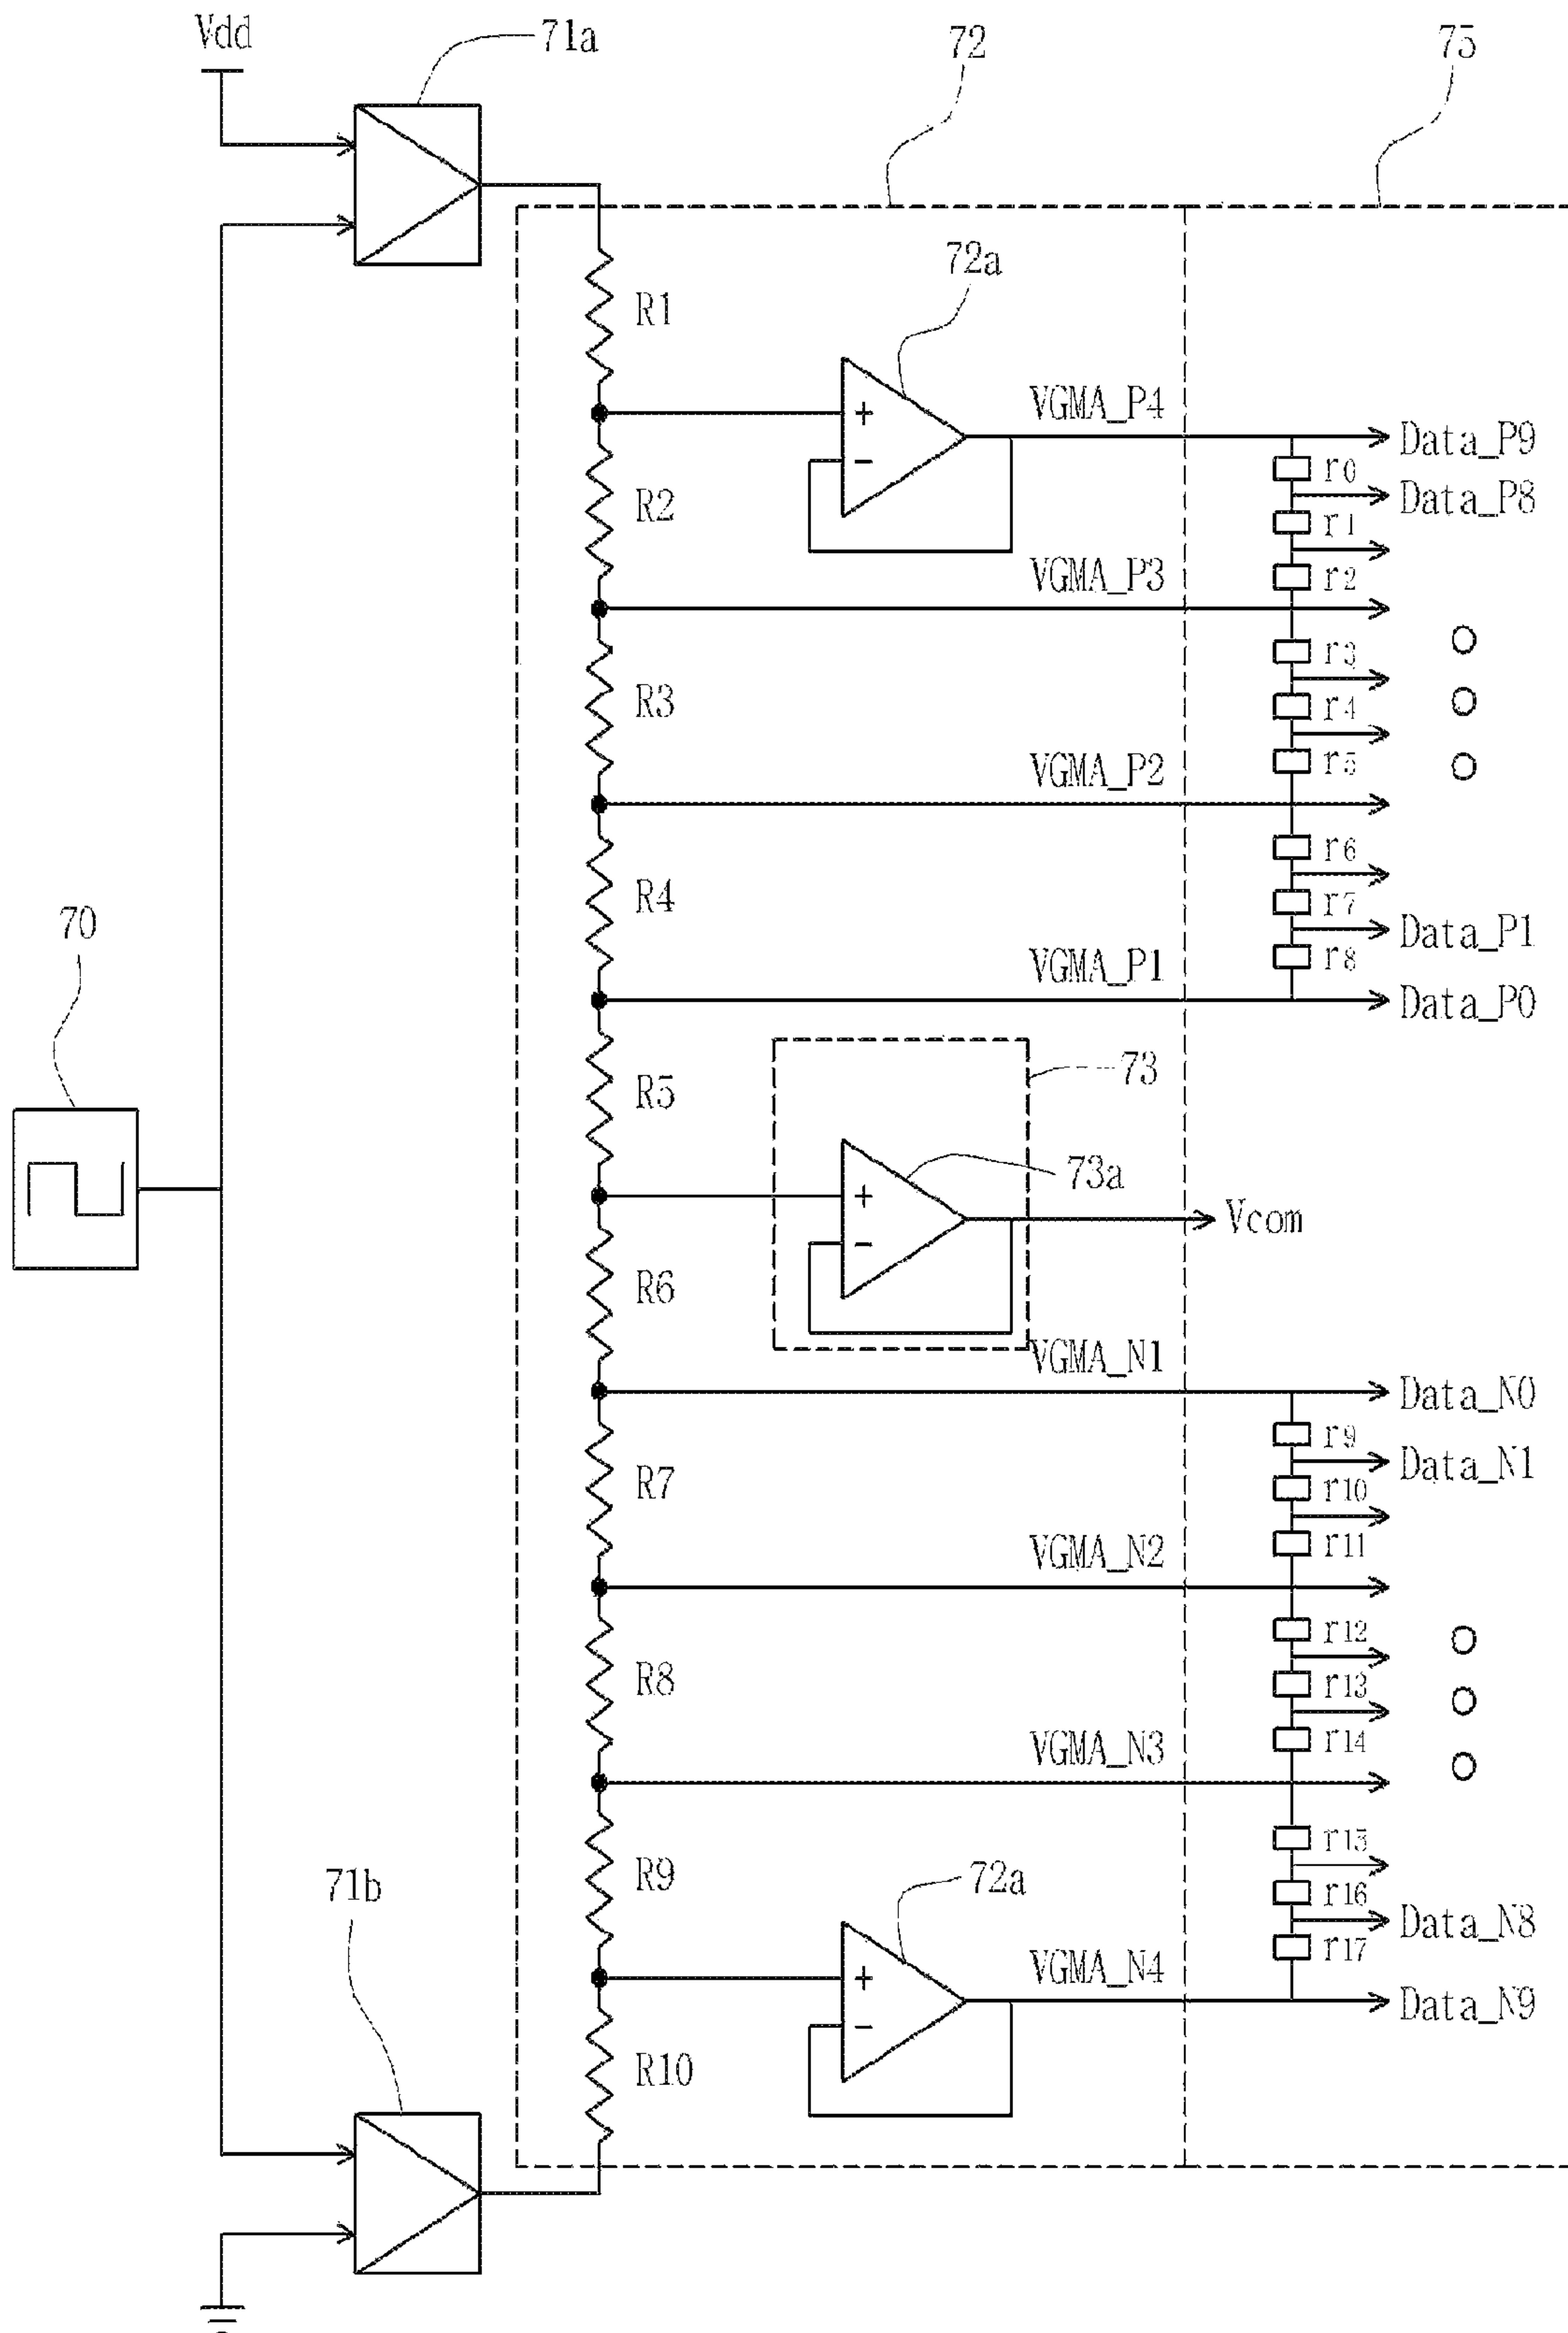 Vdd
71a
72
75
72a
R1
VGMA_P4
Data_P9
r0
Data_P8
R2
r1
VGMA_P3
r2
r3
R3
r4
VGMA_P2
r5
r6
R4
r7
Data_P1
70
VGMA_P1
r8
Data_P0
R5
73
+
−
73a
Vcom
R6
VGMA_N1
Data_N0
r9
Data_N1
R7
r10
VGMA_N2
r11
r12
R8
r13
VGMA_N3
r14
r15
71b
R9
72a
r16
Data_N8
VGMA_N4
r17
+
−
Data_N9
R10
+
−